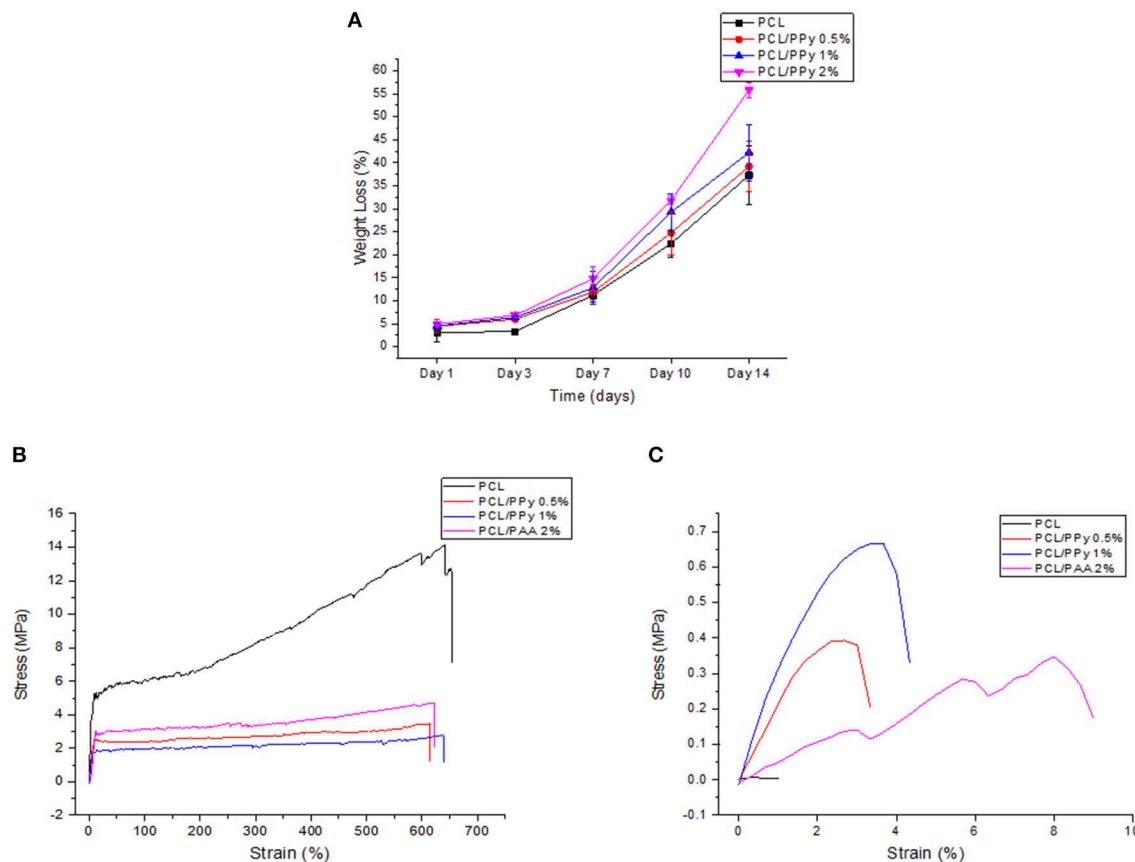 A
PCL
PCL/PPy 0.5%
PCL/PPy 1%
PCL/PPy 2%
60
55
50
45
40
35
30
25
20
15
10
5
0
Weight Loss (%)
Day 1 Day 3 Day 7 Day 10 Day 14
Time (days)
B
PCL
PCL/PPy 0.5%
PCL/PPy 1%
PCL/PAA 2%
16
14
12
10
8
6
4
2
0
-2
Stress (MPa)
0 100 200 300 400 500 600 700
Strain (%)
C
PCL
PCL/PPy 0.5%
PCL/PPy 1%
PCL/PAA 2%
0.7
0.6
0.5
0.4
0.3
0.2
0.1
0.0
-0.1
Stress (MPa)
0 2 4 6 8 10
Strain (%)